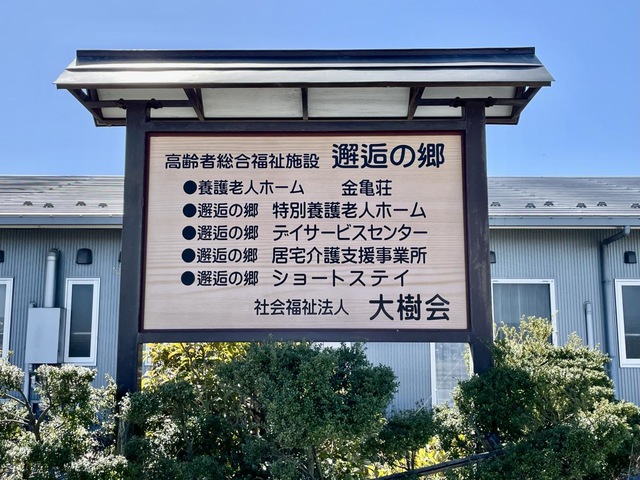 高齢者総合福祉施設 邂逅の郷
●養護老人ホーム 金亀荘
●邂逅の郷 特別養護老人ホーム
●邂逅の郷 デイサービスセンター
●邂逅の郷 居宅介護支援事業所
●邂逅の郷 ショートステイ
社会福祉法人 大樹会